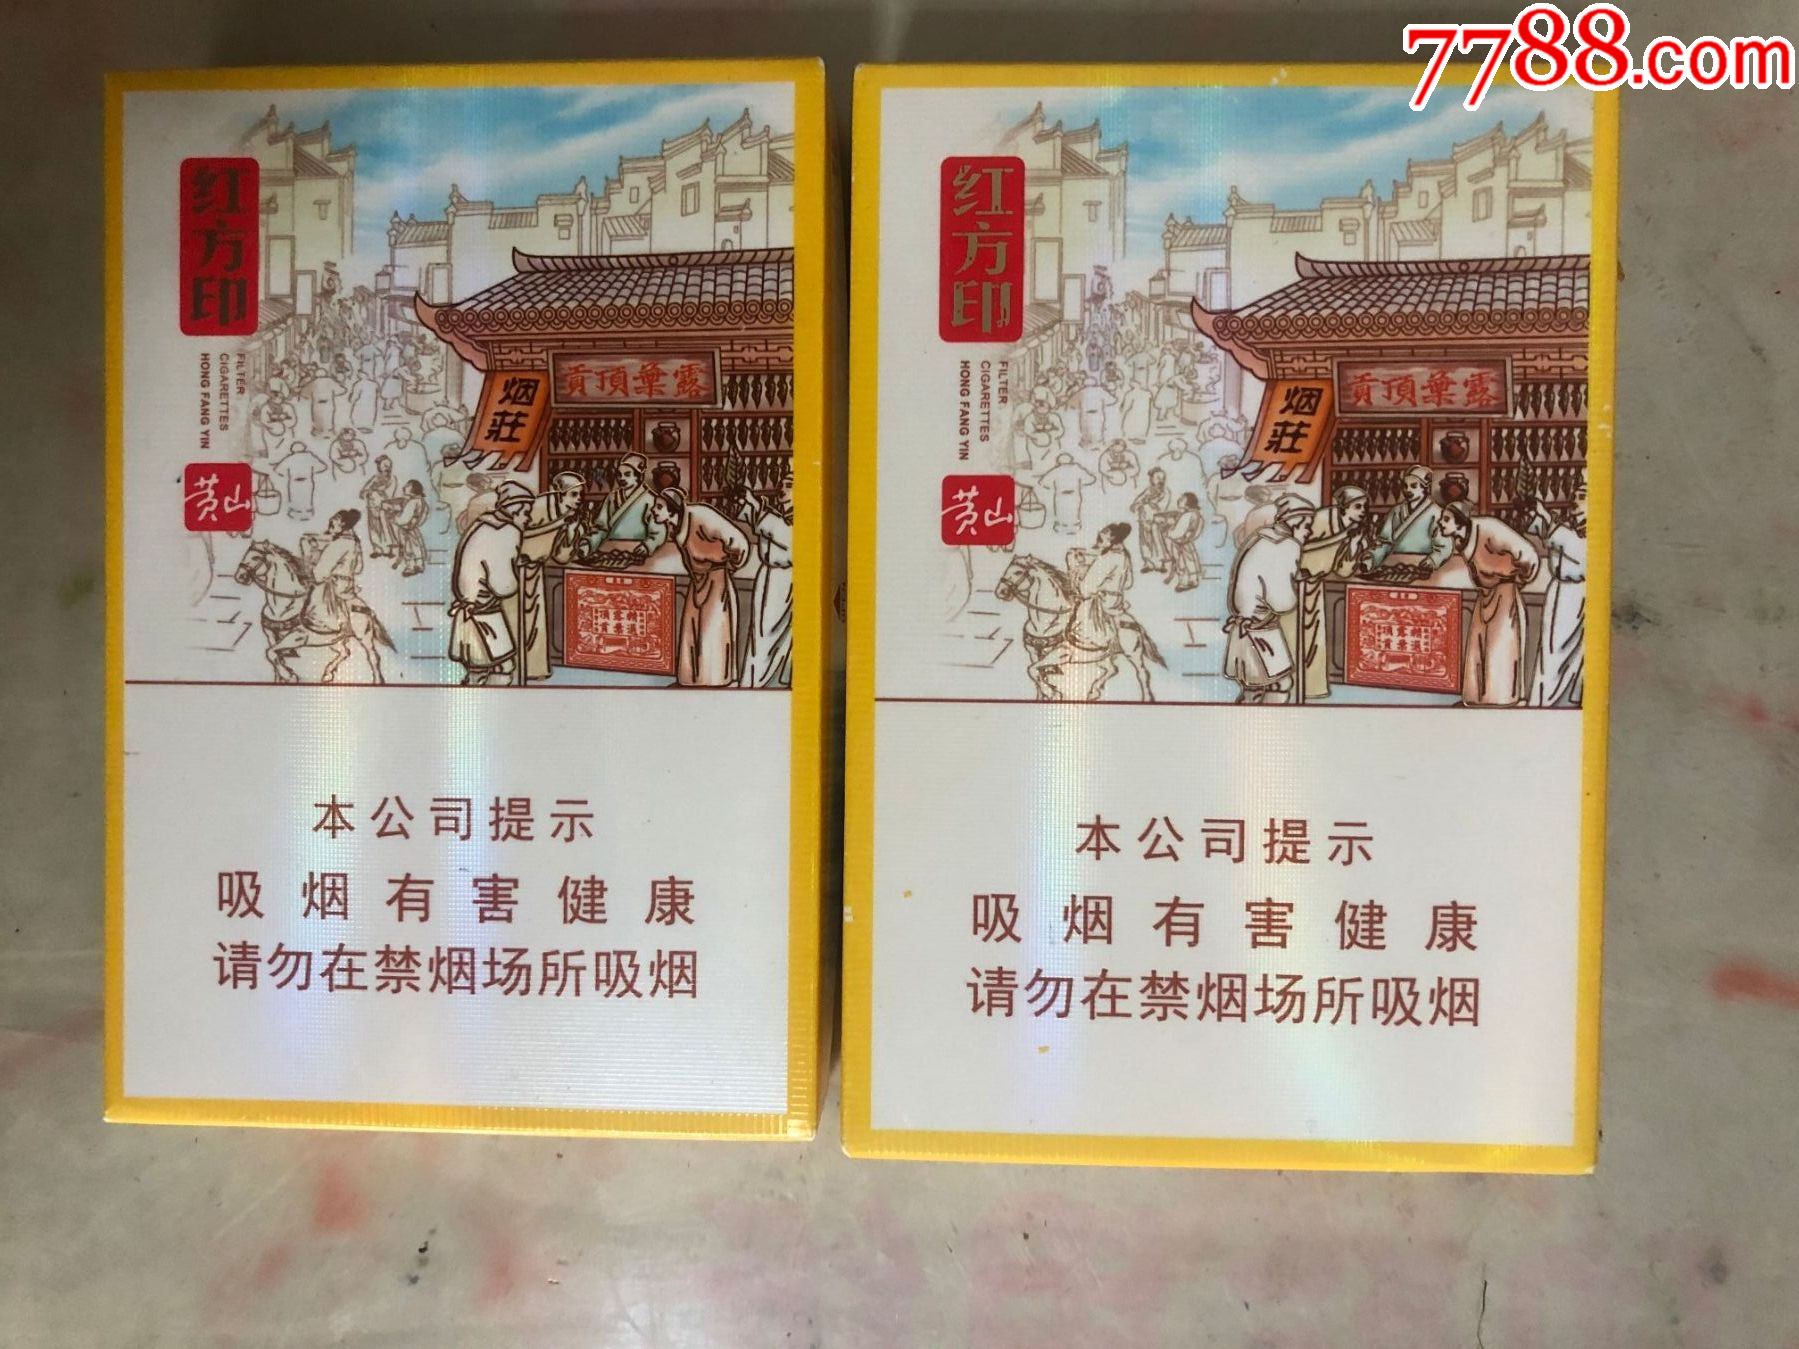 7788.com
红方印
FILTER
CIGARETTES
HONG FANG YIN
黄山
烟莊
貢頂葉露
本公司提示
吸烟有害健康
请勿在禁烟场所吸烟
红方印
FILTER
CIGARETTES
HONG FANG YIN
黄山
烟莊
貢頂葉露
本公司提示
吸烟有害健康
请勿在禁烟场所吸烟